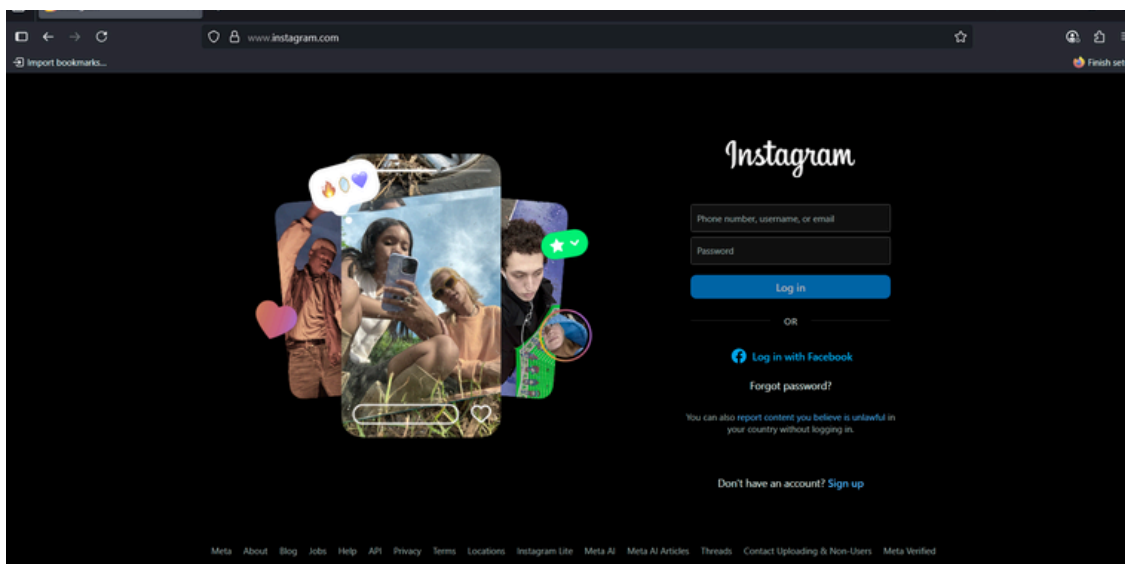 www.instagram.com
Import bookmarks...
Finish set
Instagram
Phone number, username, or email
Password
Log in
OR
Log in with Facebook
Forgot password?
You can also report content you believe is unlawful in
your country without logging in.
Don't have an account? Sign up
Meta About Blog Jobs Help API Privacy Terms Locations Instagram Lite Meta AI Meta AI Articles Threads Contact Uploading & Non-Users Meta Verified